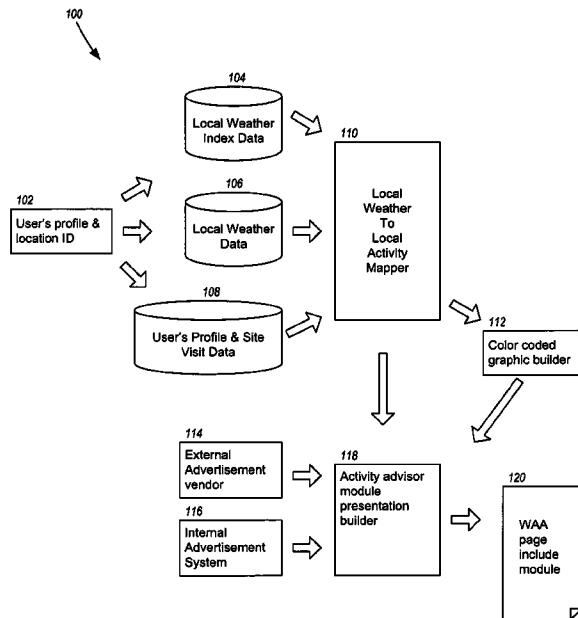 100
104
Local Weather
Index Data
110
Local
Weather
To
Local
Activity
Mapper
102
User's profile &
location ID
106
Local Weather
Data
108
User's Profile & Site
Visit Data
112
Color coded
graphic builder
114
External
Advertisement
vendor
118
Activity advisor
module
presentation
builder
116
Internal
Advertisement
System
120
WAA
page
include
module